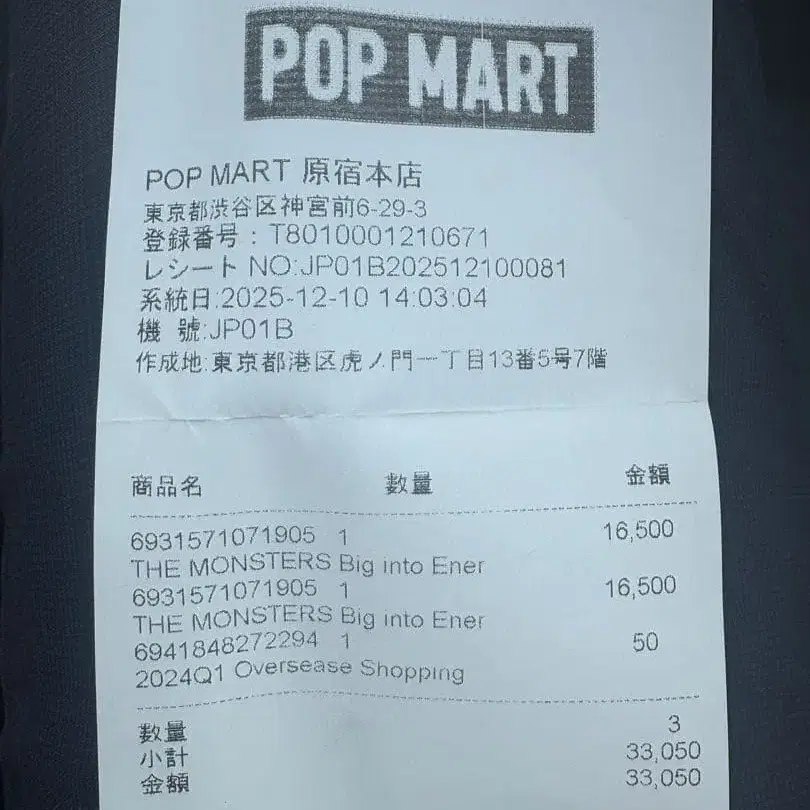 POP MART
POP MART 原宿本店
東京都渋谷区神宮前6-29-3
登録番号：T8010001210671
レシート NO:JP01B202512100081
系統日:2025-12-10 14:03:04
機 號:JP01B
作成地:東京都港区虎ノ門一丁目13番5号7階
商品名 数量 金額
6931571071905 1 16,500
THE MONSTERS Big into Ener
6931571071905 1 16,500
THE MONSTERS Big into Ener
6941848272294 1 50
2024Q1 Oversease Shopping
数量 3
小計 33,050
金額 33,050